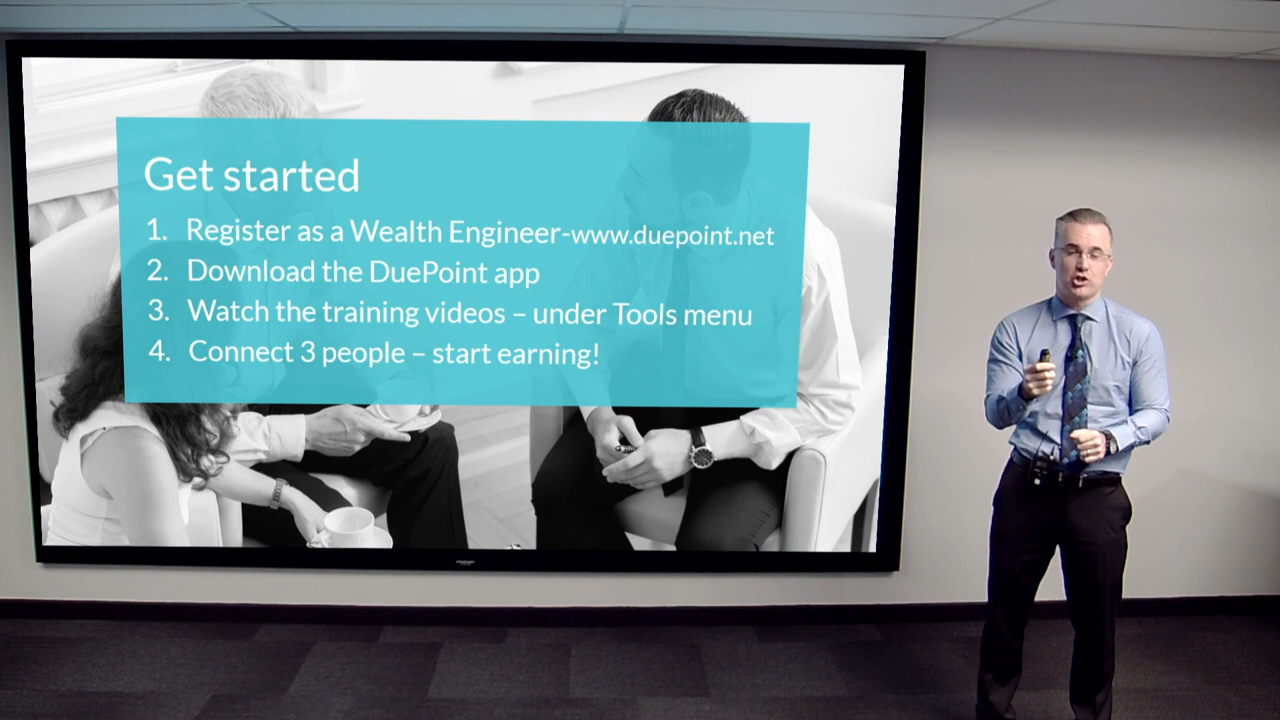 Get started
1. Register as a Wealth Engineer-www.duepoint.net
2. Download the DuePoint app
3. Watch the training videos – under Tools menu
4. Connect 3 people – start earning!